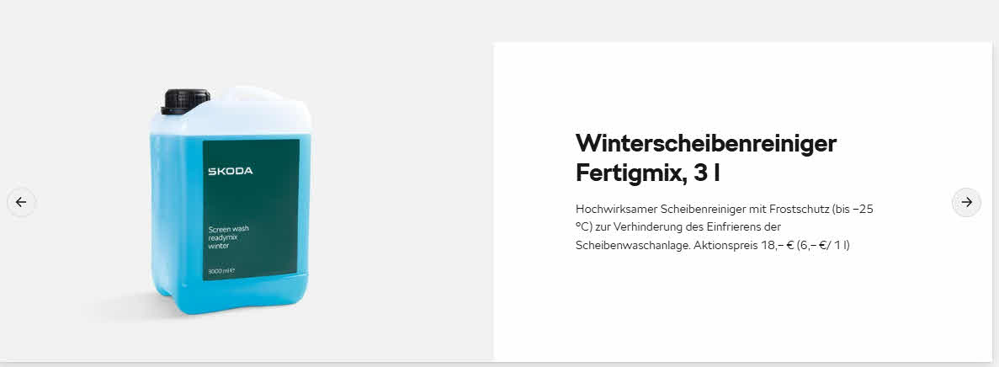 SKODA
Screen wash
readymix
winter
3000 ml ℮
Winterscheibenreiniger
Fertigmix, 3 l
Hochwirksamer Scheibenreiniger mit Frostschutz (bis –25
°C) zur Verhinderung des Einfrierens der
Scheibenwaschanlage. Aktionspreis 18,– € (6,– €/ 1 l)